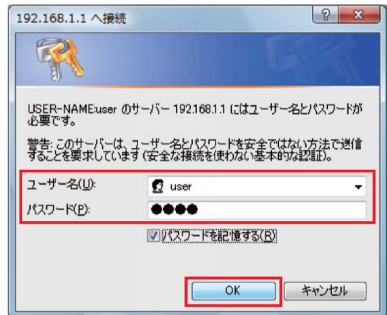 192.168.1.1 へ接続
USER-NAME:user のサーバー 192.168.1.1 にはユーザー名とパスワードが
必要です。
警告: このサーバーは、ユーザー名とパスワードを安全ではない方法で送信
することを要求しています (安全な接続を使わない基本的な認証)。
ユーザー名(U):
user
パスワード(P):
●●●●
パスワードを記憶する(R)
OK
キャンセル